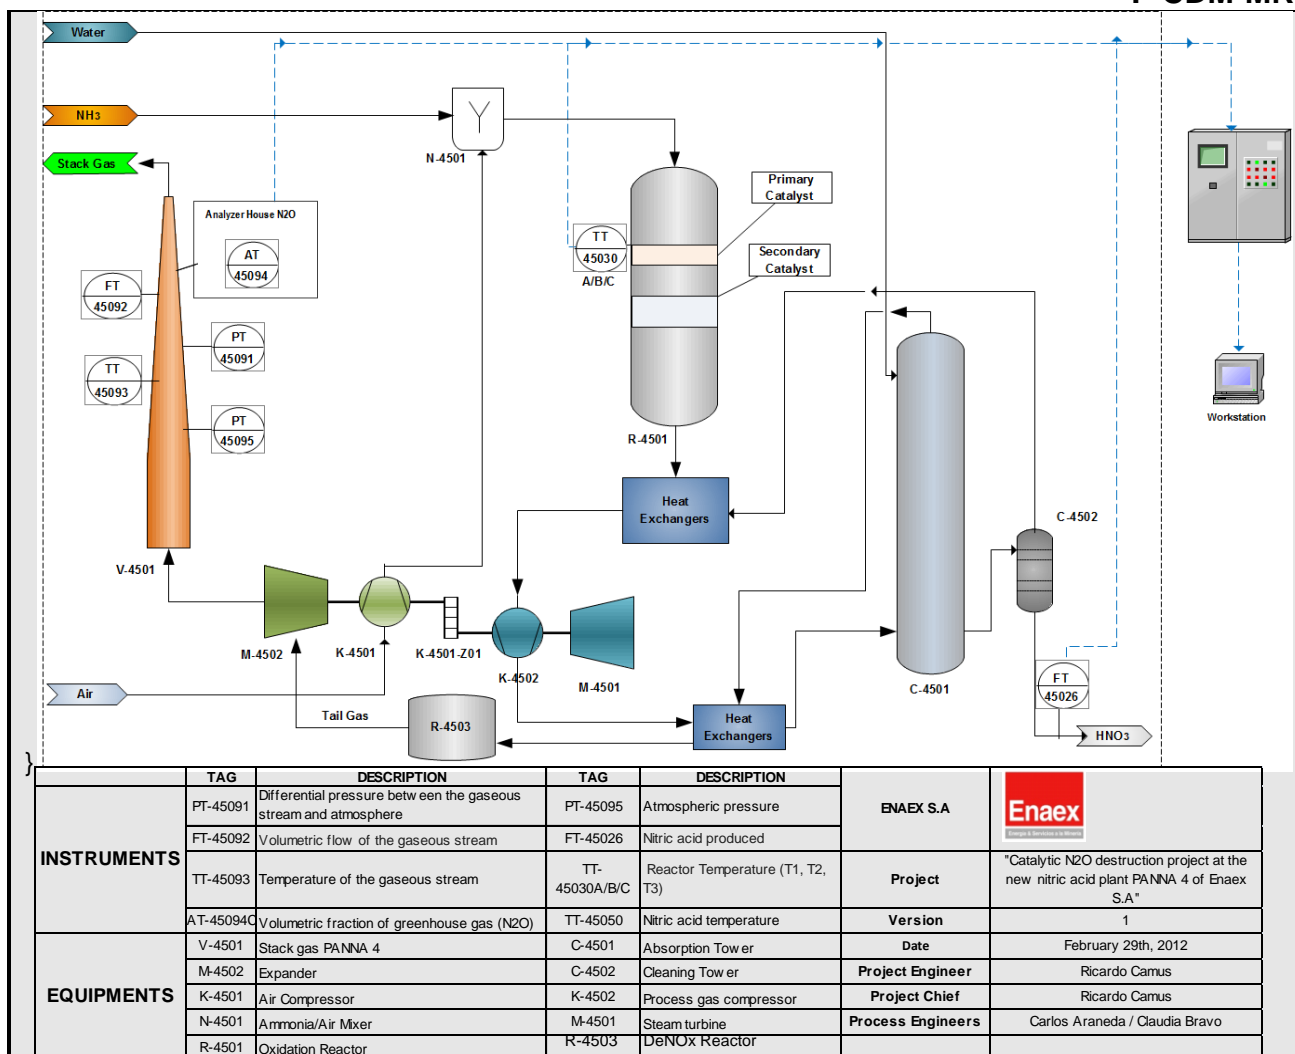 Water
NH3
N-4501
Stack Gas
Primary
Catalyst
Analyzer House N2O
TT
45030
A/B/C
AT
45094
Secondary
Catalyst
FT
45092
PT
45091
TT
45093
PT
45095
Workstation
R-4501
Heat
Exchangers
C-4502
V-4501
M-4502
K-4501
K-4501-Z01
K-4502
M-4501
C-4501
FT
45026
Air
Tail Gas
R-4503
Heat
Exchangers
HNO3
}
TAG DESCRIPTION TAG DESCRIPTION
INSTRUMENTS
PT-45091 Differential pressure between the gaseous
stream and atmosphere
PT-45095 Atmospheric pressure
ENAEX S.A
Enaex
FT-45092 Volumetric flow of the gaseous stream FT-45026 Nitric acid produced
TT-45093 Temperature of the gaseous stream
TT-
45030A/B/C
Reactor Temperature (T1, T2,
T3)
Project
"Catalytic N2O destruction project at the
new nitric acid plant PANNA 4 of Enaex
S.A"
AT-45094C Volumetric fraction of greenhouse gas (N2O) TT-45050 Nitric acid temperature Version 1
EQUIPMENTS
V-4501 Stack gas PANNA 4 C-4501 Absorption Tower Date February 29th, 2012
M-4502 Expander C-4502 Cleaning Tower Project Engineer Ricardo Camus
K-4501 Air Compressor K-4502 Process gas compressor Project Chief Ricardo Camus
N-4501 Ammonia/Air Mixer M-4501 Steam turbine Process Engineers Carlos Araneda / Claudia Bravo
R-4501 Oxidation Reactor R-4503 DeNOx Reactor